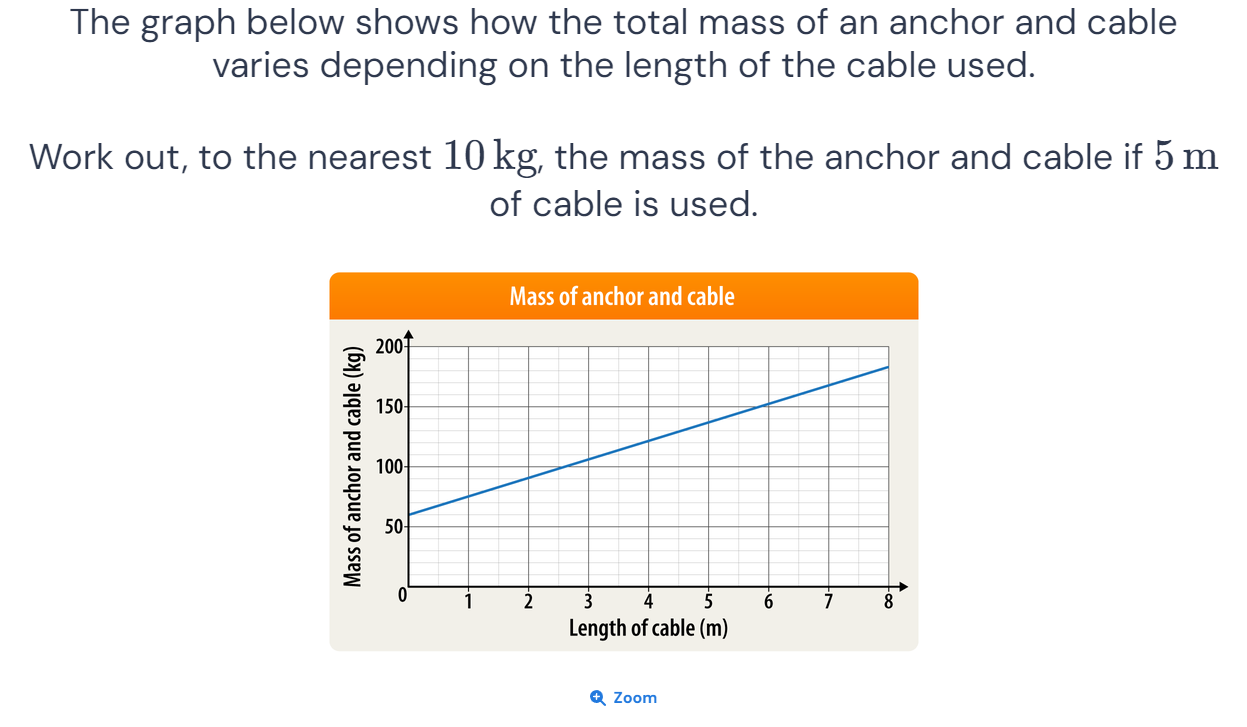 The graph below shows how the total mass of an anchor and cable
varies depending on the length of the cable used.
Work out, to the nearest 10 kg, the mass of the anchor and cable if 5 m
of cable is used.
Mass of anchor and cable
Mass of anchor and cable (kg)
200
150
100
50
0
1 2 3 4 5 6 7 8
Length of cable (m)
Zoom